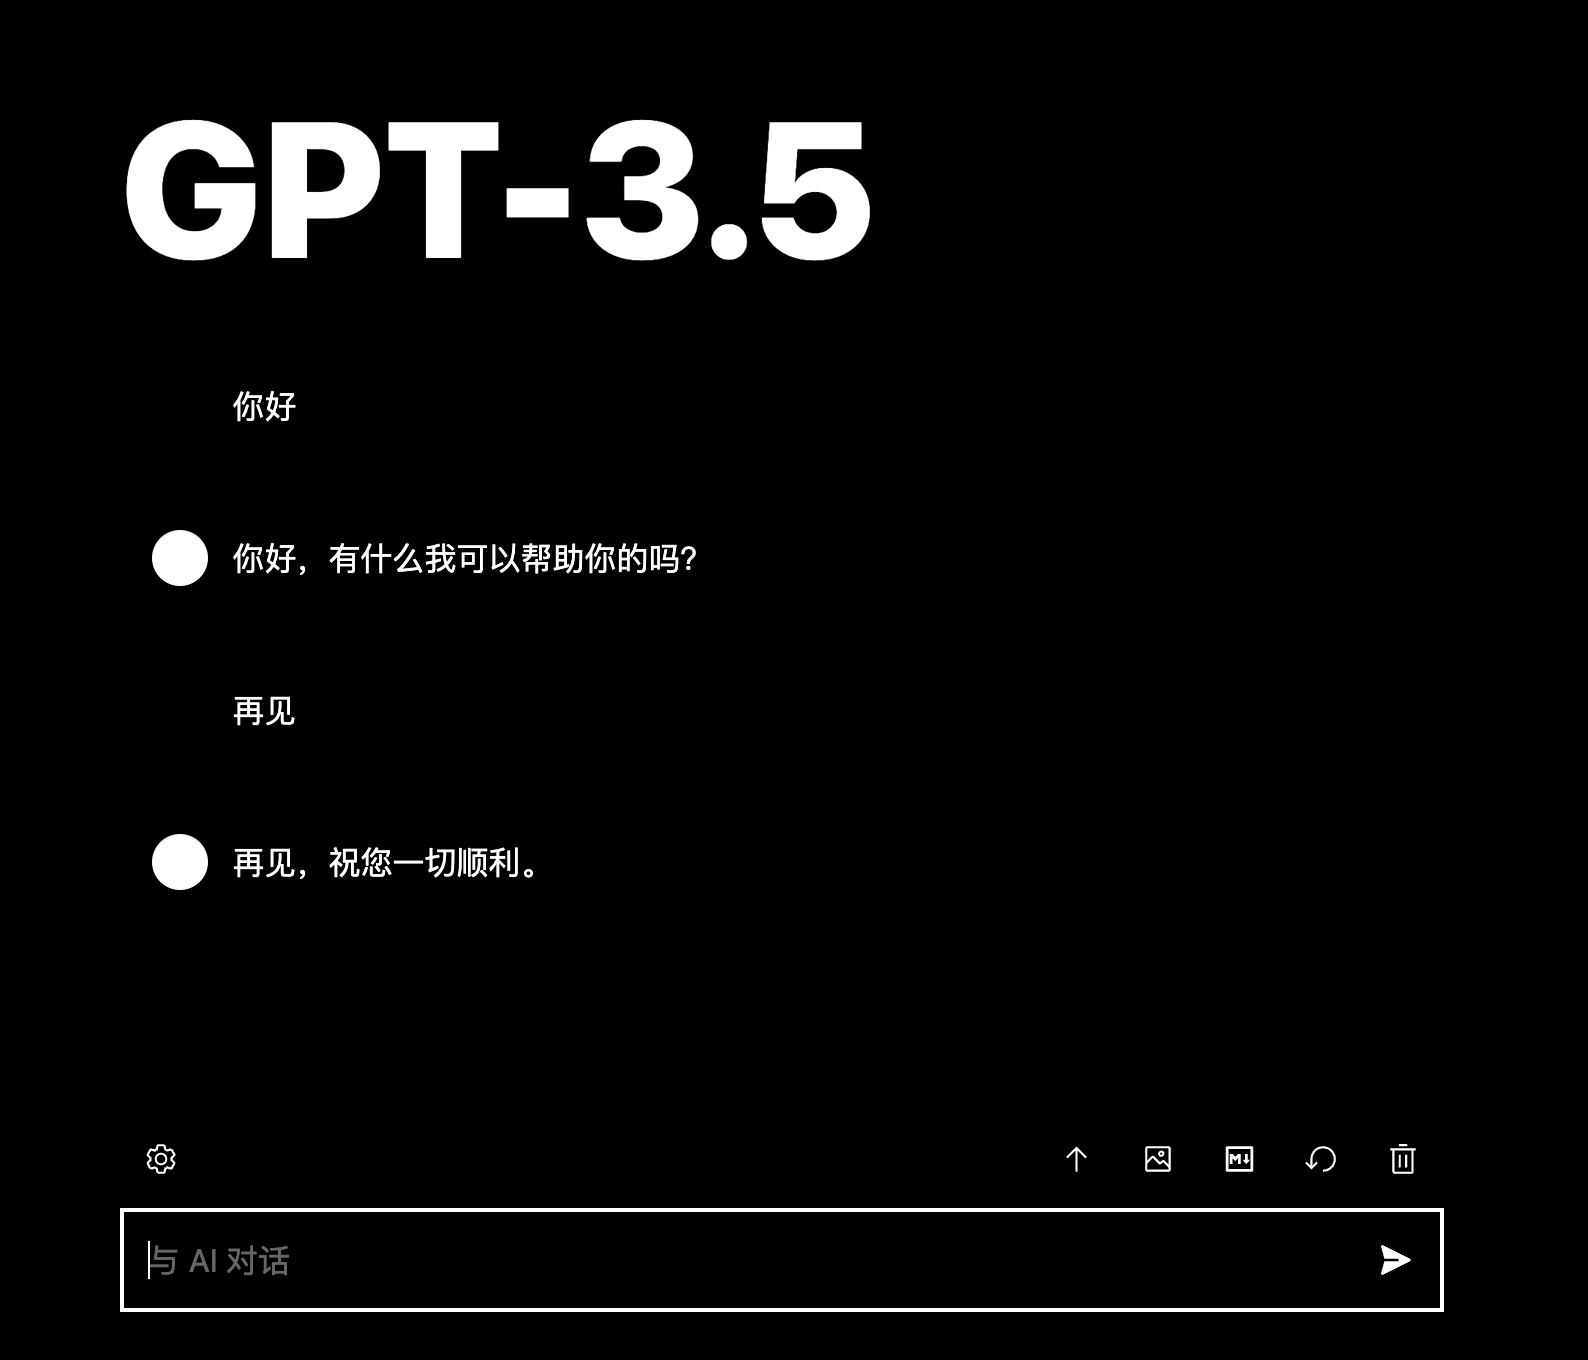 GPT-3.5
你好
你好，有什么我可以帮助你的吗？
再见
再见，祝您一切顺利。
M
与 AI 对话